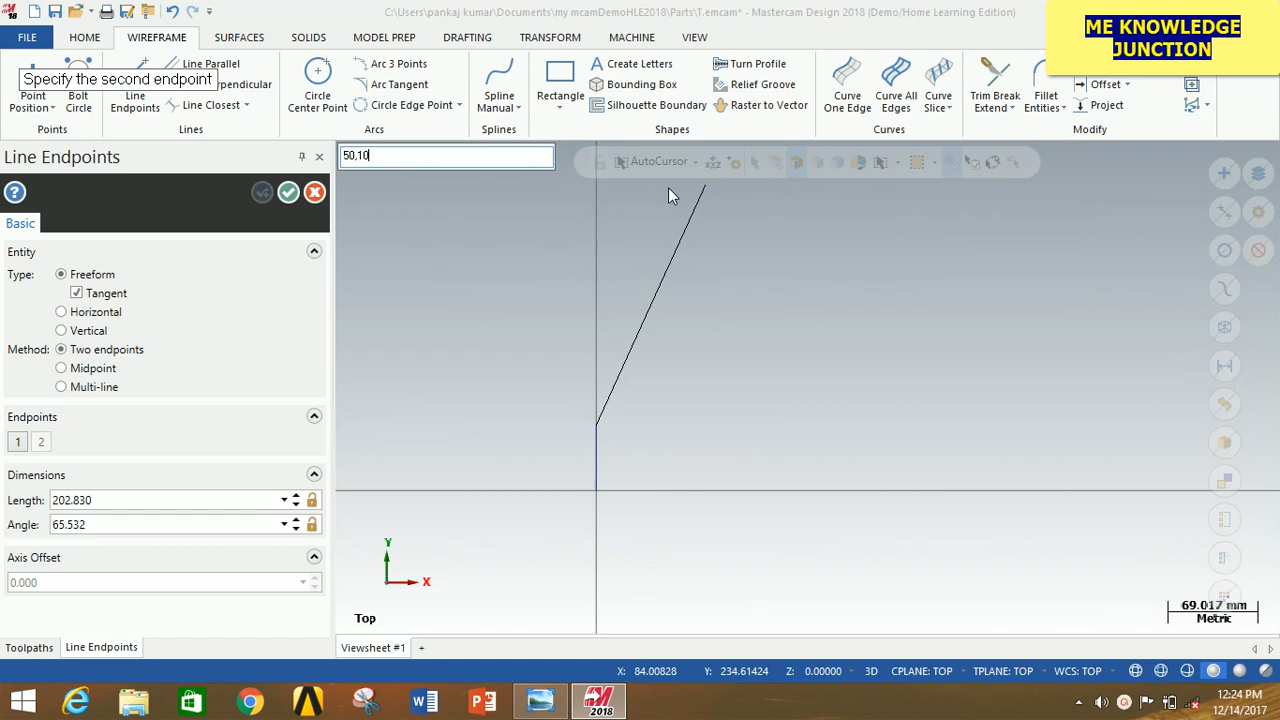 C:\Users\pankaj kumar\Documents\my mcamDemoHLE2018\Parts\T.mcam* - Mastercam Design 2018 (Demo/Home Learning Edition)
ME KNOWLEDGE
JUNCTION
FILE HOME WIREFRAME SURFACES SOLIDS MODEL PREP DRAFTING TRANSFORM MACHINE VIEW
Specify the second endpoint
Point
Position
Bolt
Circle
Points
Line
Endpoints
Line Parallel
Line Closest
Lines
Circle
Center Point
Arc 3 Points
Arc Tangent
Circle Edge Point
Arcs
Spline
Manual
Splines
Rectangle
Create Letters
Bounding Box
Silhouette Boundary
Turn Profile
Relief Groove
Raster to Vector
Shapes
Curve
One Edge
Curve All
Edges
Curve
Slice
Curves
Trim Break
Extend
Fillet
Entities
Offset
Project
Modify
Line Endpoints
50,10
AutoCursor
Basic
Entity
Type: Freeform
Tangent
Horizontal
Vertical
Method: Two endpoints
Midpoint
Multi-line
Endpoints
1 2
Dimensions
Length: 202.830
Angle: 65.532
Axis Offset
0.000
Y
X
Top
69.017 mm
Metric
Toolpaths Line Endpoints
Viewsheet #1 +
X: 84.00828 Y: 234.61424 Z: 0.00000 3D CPLANE: TOP TPLANE: TOP WCS: TOP
2018
12:24 PM
12/14/2017